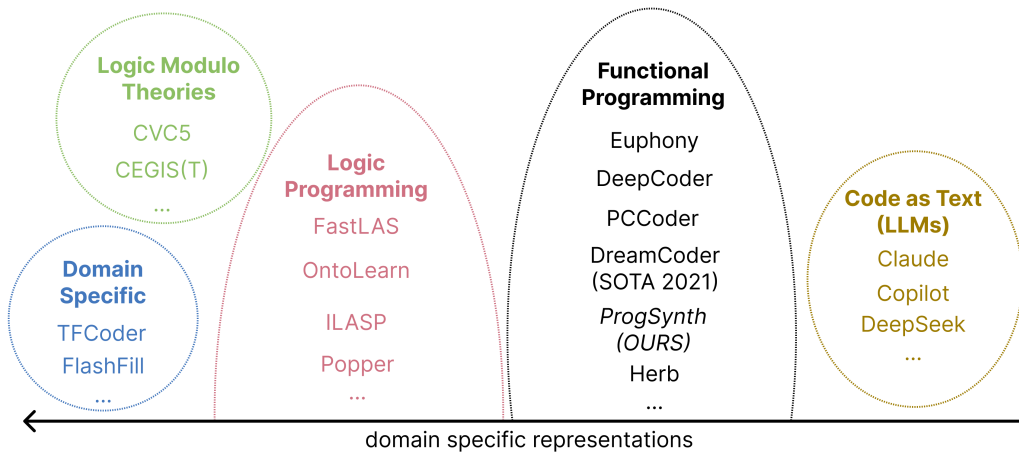 Logic Modulo
Theories
CVC5
CEGIS(T)
...
Domain
Specific
TFCoder
FlashFill
...
Logic
Programming
FastLAS
OntoLearn
ILASP
Popper
...
Functional
Programming
Euphony
DeepCoder
PCCoder
DreamCoder
(SOTA 2021)
ProgSynth
(OURS)
Herb
...
Code as Text
(LLMs)
Claude
Copilot
DeepSeek
...
domain specific representations